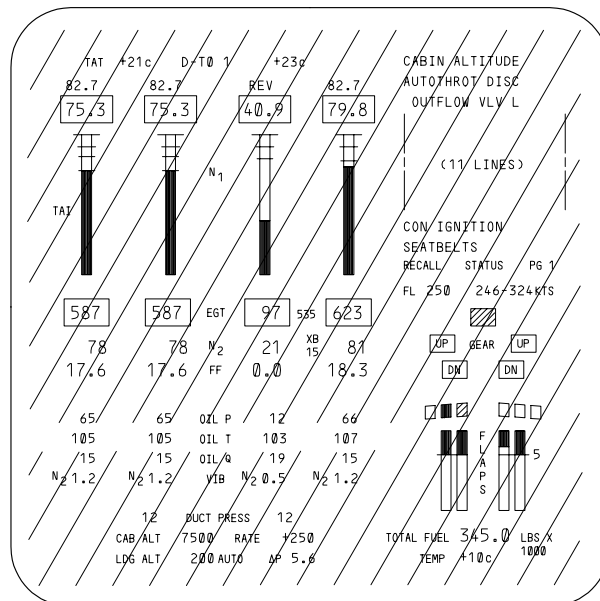 TAT +21c D-TO 1 +23c
82.7 82.7 REV 82.7
75.3 75.3 40.9 79.8
N1
TAI
587 587 EGT 97 535 623
78 78 N2 21 XB 15 81
17.6 17.6 FF 0.0 18.3
65 65 OIL P 12 66
105 105 OIL T 103 107
15 15 OIL Q 19 15
N2 1.2 N2 1.2 VIB N2 0.5 N2 1.2
12 DUCT PRESS 12
CAB ALT 7500 RATE +250
LDG ALT 200 AUTO ΔP 5.6
CABIN ALTITUDE
AUTOTHROT DISC
OUTFLOW VLV L
(11 LINES)
CON IGNITION
SEATBELTS
RECALL STATUS PG 1
FL 250 246-324KTS
UP GEAR UP
DN DN
FLAPS
5
TOTAL FUEL 345.0 LBS X
1000
TEMP +10c